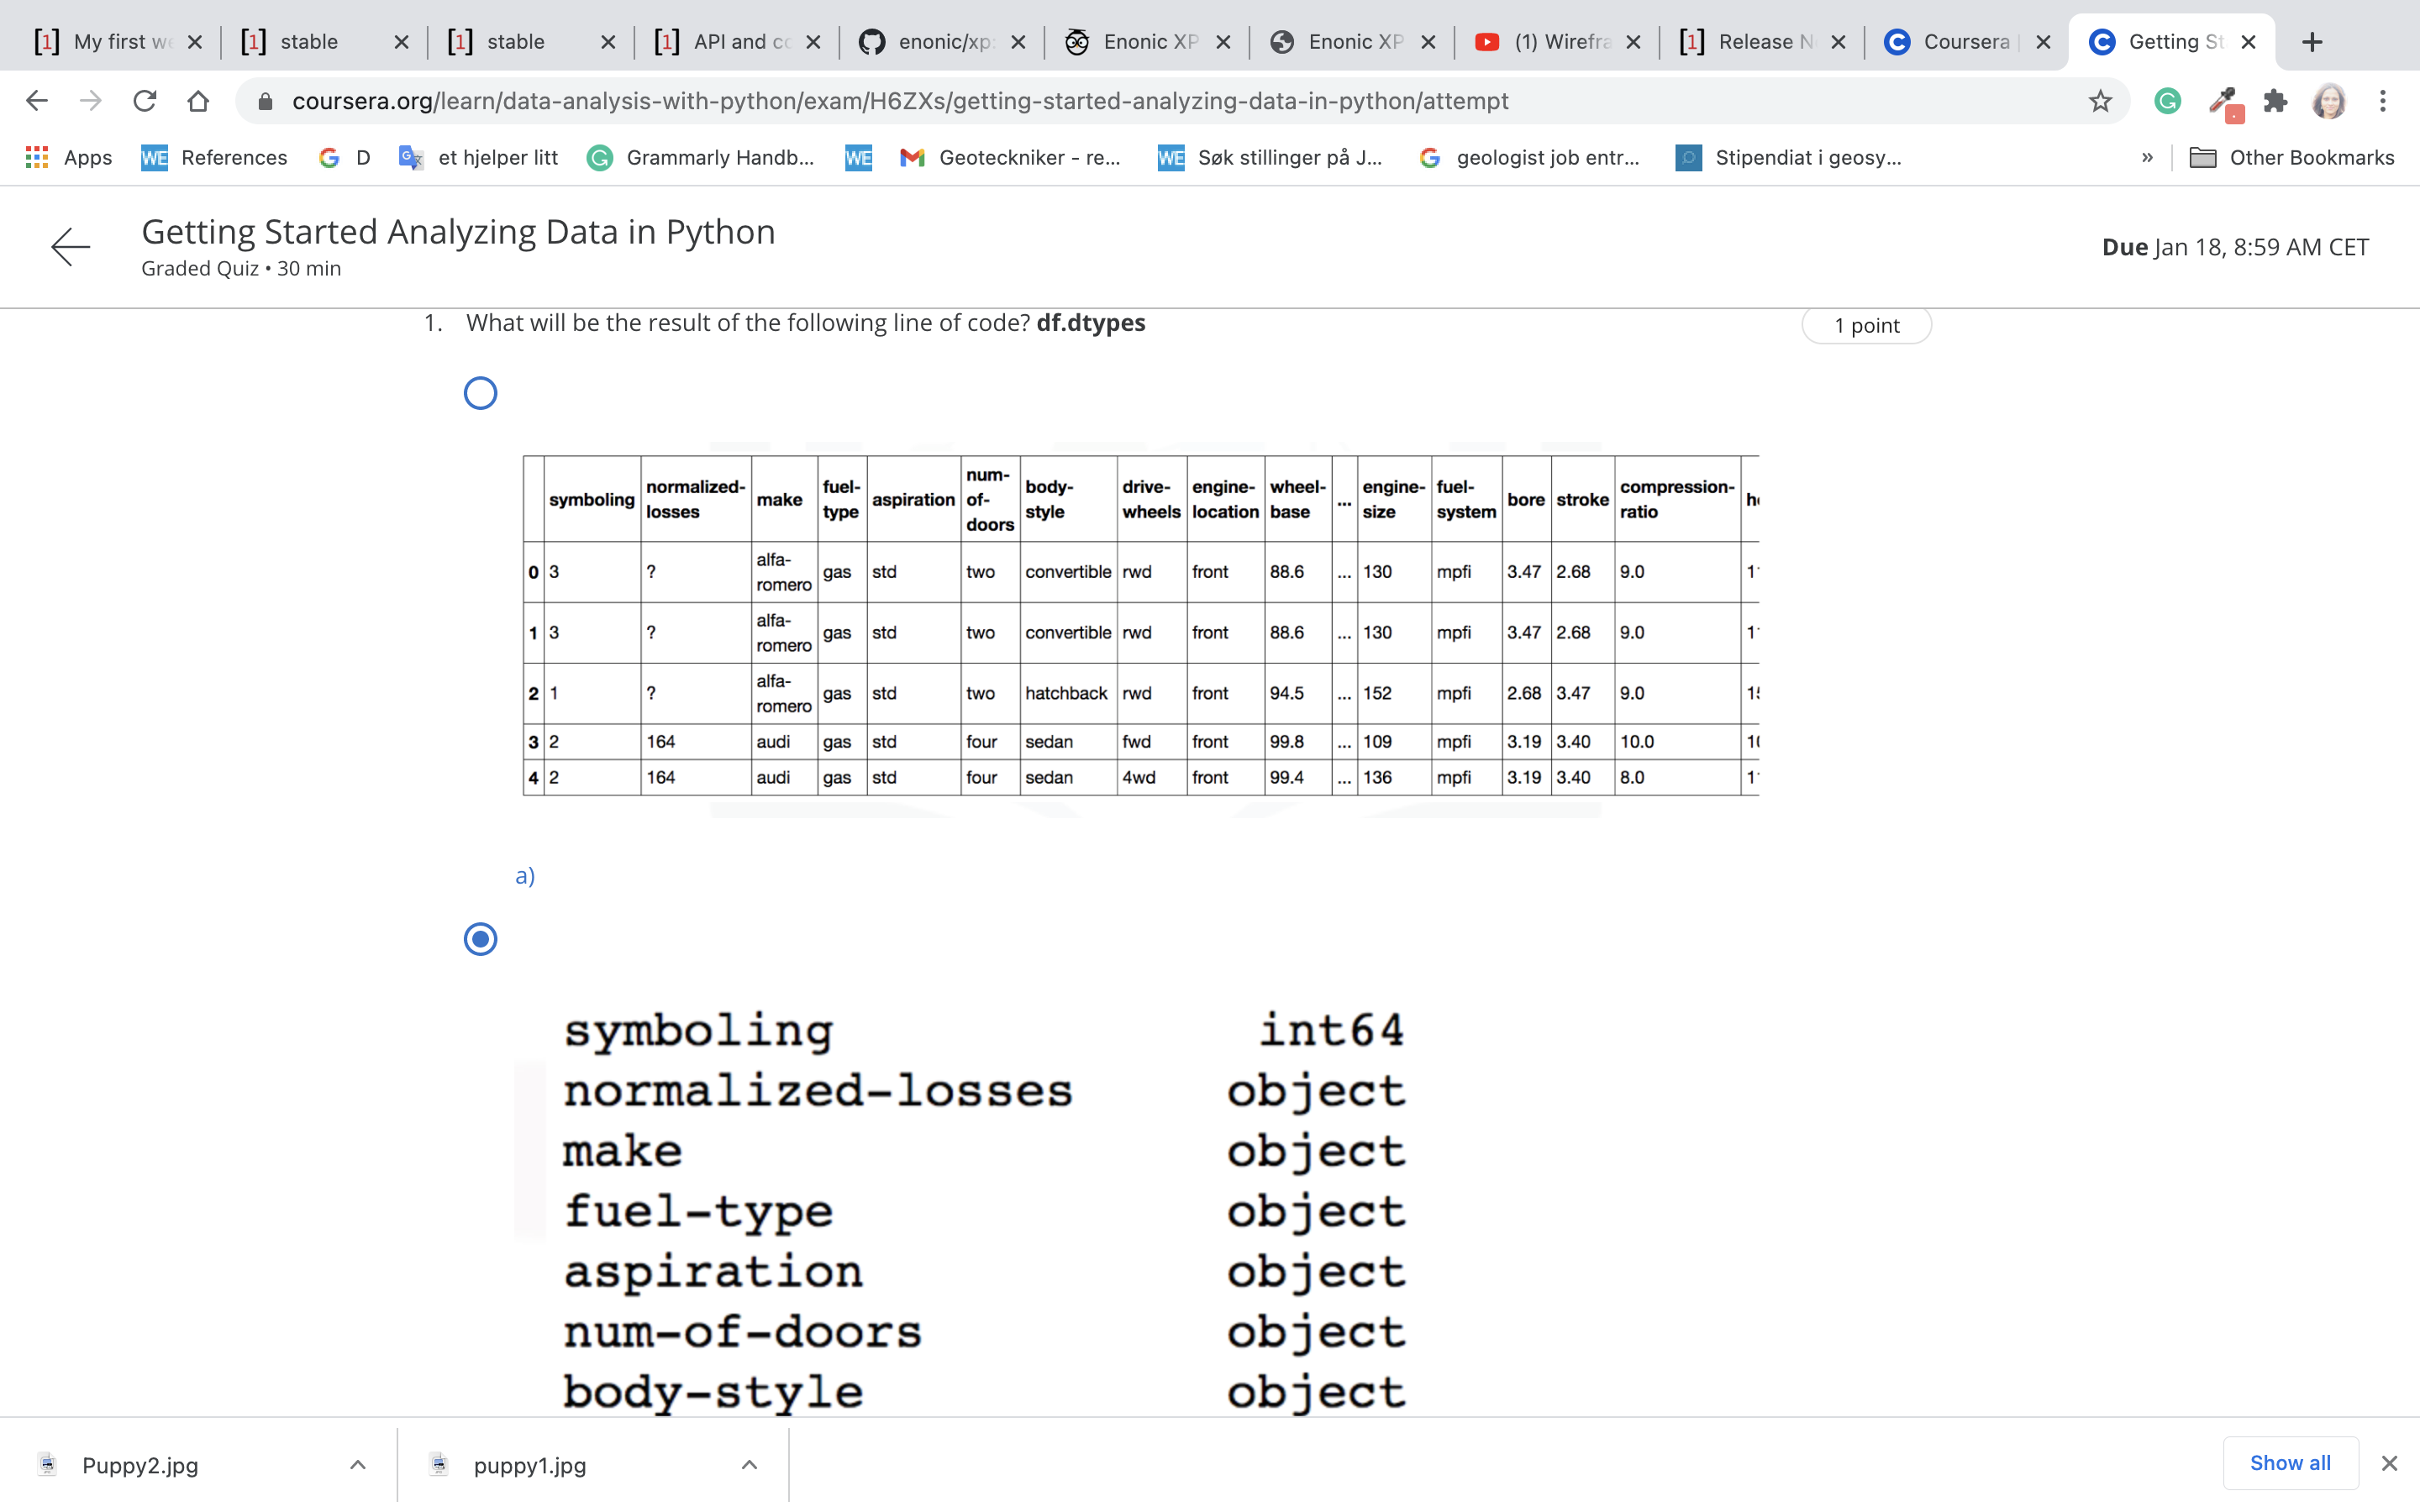 [1] My first we
[1] stable
[1] stable
[1] API and co
enonic/xp:
Enonic XP
Enonic XP
(1) Wirefra
[1] Release N
Coursera |
Getting St
coursera.org/learn/data-analysis-with-python/exam/H6ZXs/getting-started-analyzing-data-in-python/attempt
Apps
WE References
D
et hjelper litt
Grammarly Handb...
WE
Geoteckniker - re...
WE Søk stillinger på J...
geologist job entr...
Stipendiat i geosy...
»
Other Bookmarks
Getting Started Analyzing Data in Python
Graded Quiz • 30 min
Due Jan 18, 8:59 AM CET
1. What will be the result of the following line of code? df.dtypes
1 point
symboling normalized-losses make fuel-type aspiration num-of-doors body-style drive-wheels engine-location wheel-base ... engine-size fuel-system bore stroke compression-ratio
0 3 ? alfa-romero gas std two convertible rwd front 88.6 ... 130 mpfi 3.47 2.68 9.0
1 3 ? alfa-romero gas std two convertible rwd front 88.6 ... 130 mpfi 3.47 2.68 9.0
2 1 ? alfa-romero gas std two hatchback rwd front 94.5 ... 152 mpfi 2.68 3.47 9.0
3 2 164 audi gas std four sedan fwd front 99.8 ... 109 mpfi 3.19 3.40 10.0
4 2 164 audi gas std four sedan 4wd front 99.4 ... 136 mpfi 3.19 3.40 8.0
a)
symboling int64
normalized-losses object
make object
fuel-type object
aspiration object
num-of-doors object
body-style object
Puppy2.jpg
puppy1.jpg
Show all